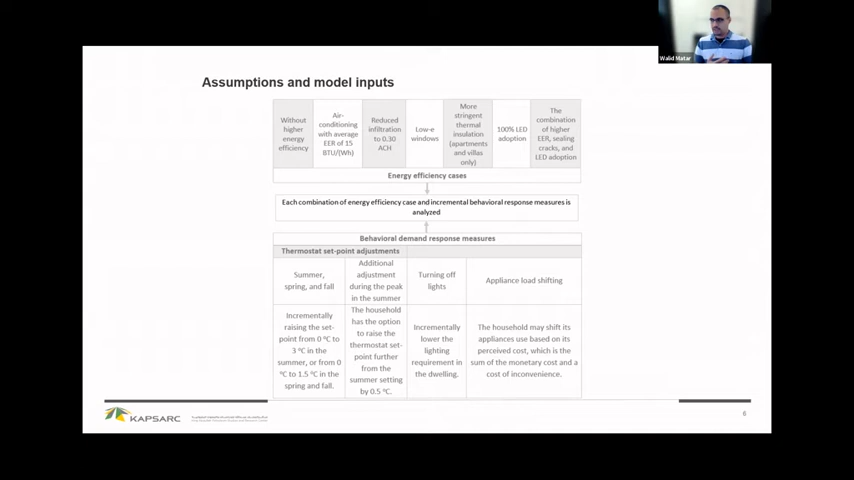 Walid Matar
Assumptions and model inputs
Without
higher
energy
efficiency
Air-
conditioning
with average
EER of 15
BTU/(Wh)
Reduced
infiltration
to 0.30
ACH
Low-e
windows
More
stringent
thermal
insulation
(apartments
and villas
only)
100% LED
adoption
The
combination
of higher
EER, sealing
cracks, and
LED adoption
Energy efficiency cases
Each combination of energy efficiency case and incremental behavioral response measures is
analyzed
Behavioral demand response measures
Thermostat set-point adjustments
Summer,
spring, and fall
Additional
adjustment
during the peak
in the summer
Turning off
lights
Appliance load shifting
Incrementally
raising the set-
point from 0 °C to
3 °C in the
summer, or from 0
°C to 1.5 °C in the
spring and fall.
The household
has the option
to raise the
thermostat set-
point further
from the
summer setting
by 0.5 °C.
Incrementally
lower the
lighting
requirement in
the dwelling.
The household may shift its
appliances use based on its
perceived cost, which is the
sum of the monetary cost and a
cost of inconvenience.
KAPSARC
6